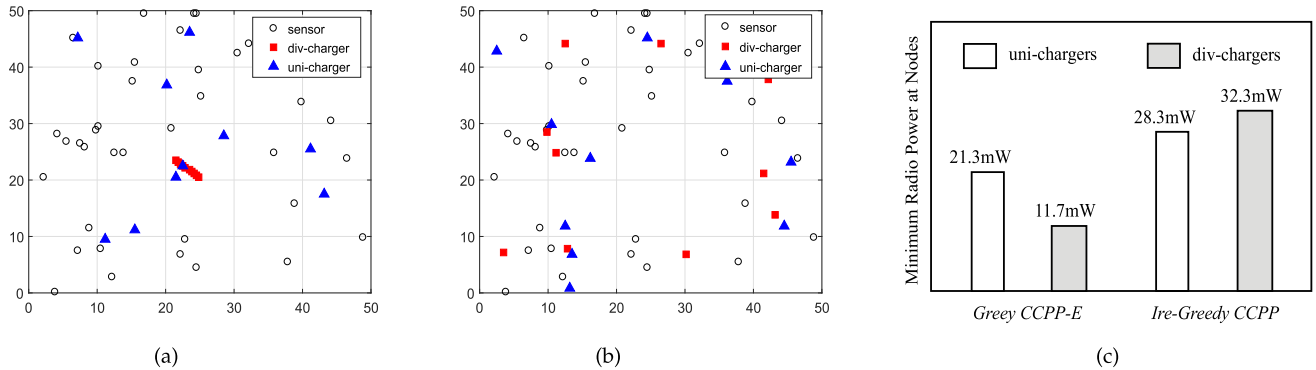 50
40
30
20
10
0
0 10 20 30 40 50
sensor
div-charger
uni-charger
(a)
50
40
30
20
10
0
0 10 20 30 40 50
sensor
div-charger
uni-charger
(b)
Minimum Radio Power at Nodes
uni-chargers div-chargers
21.3mW 11.7mW 28.3mW 32.3mW
Greey CCPP-E Ire-Greedy CCPP
(c)